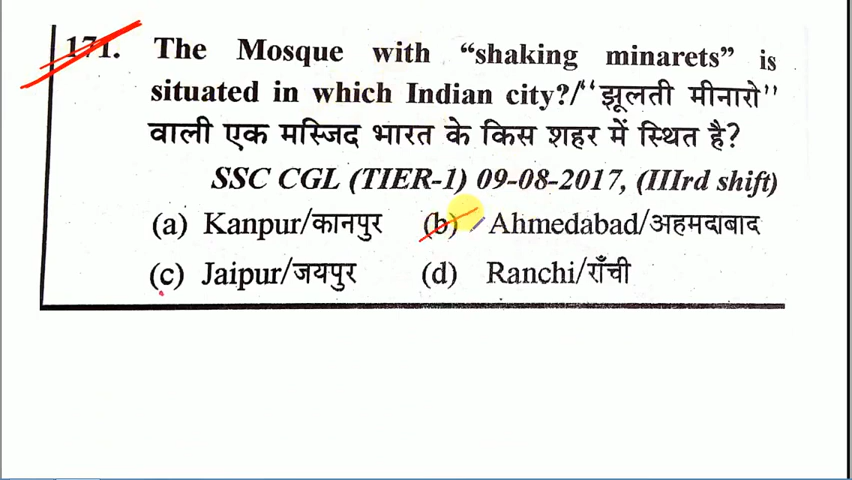 171. The Mosque with “shaking minarets” is
situated in which Indian city?/“झूलती मीनारो”
वाली एक मस्जिद भारत के किस शहर में स्थित है?
SSC CGL (TIER-1) 09-08-2017, (IIIrd shift)
(a) Kanpur/कानपुर (b) Ahmedabad/अहमदाबाद
(c) Jaipur/जयपुर (d) Ranchi/राँची